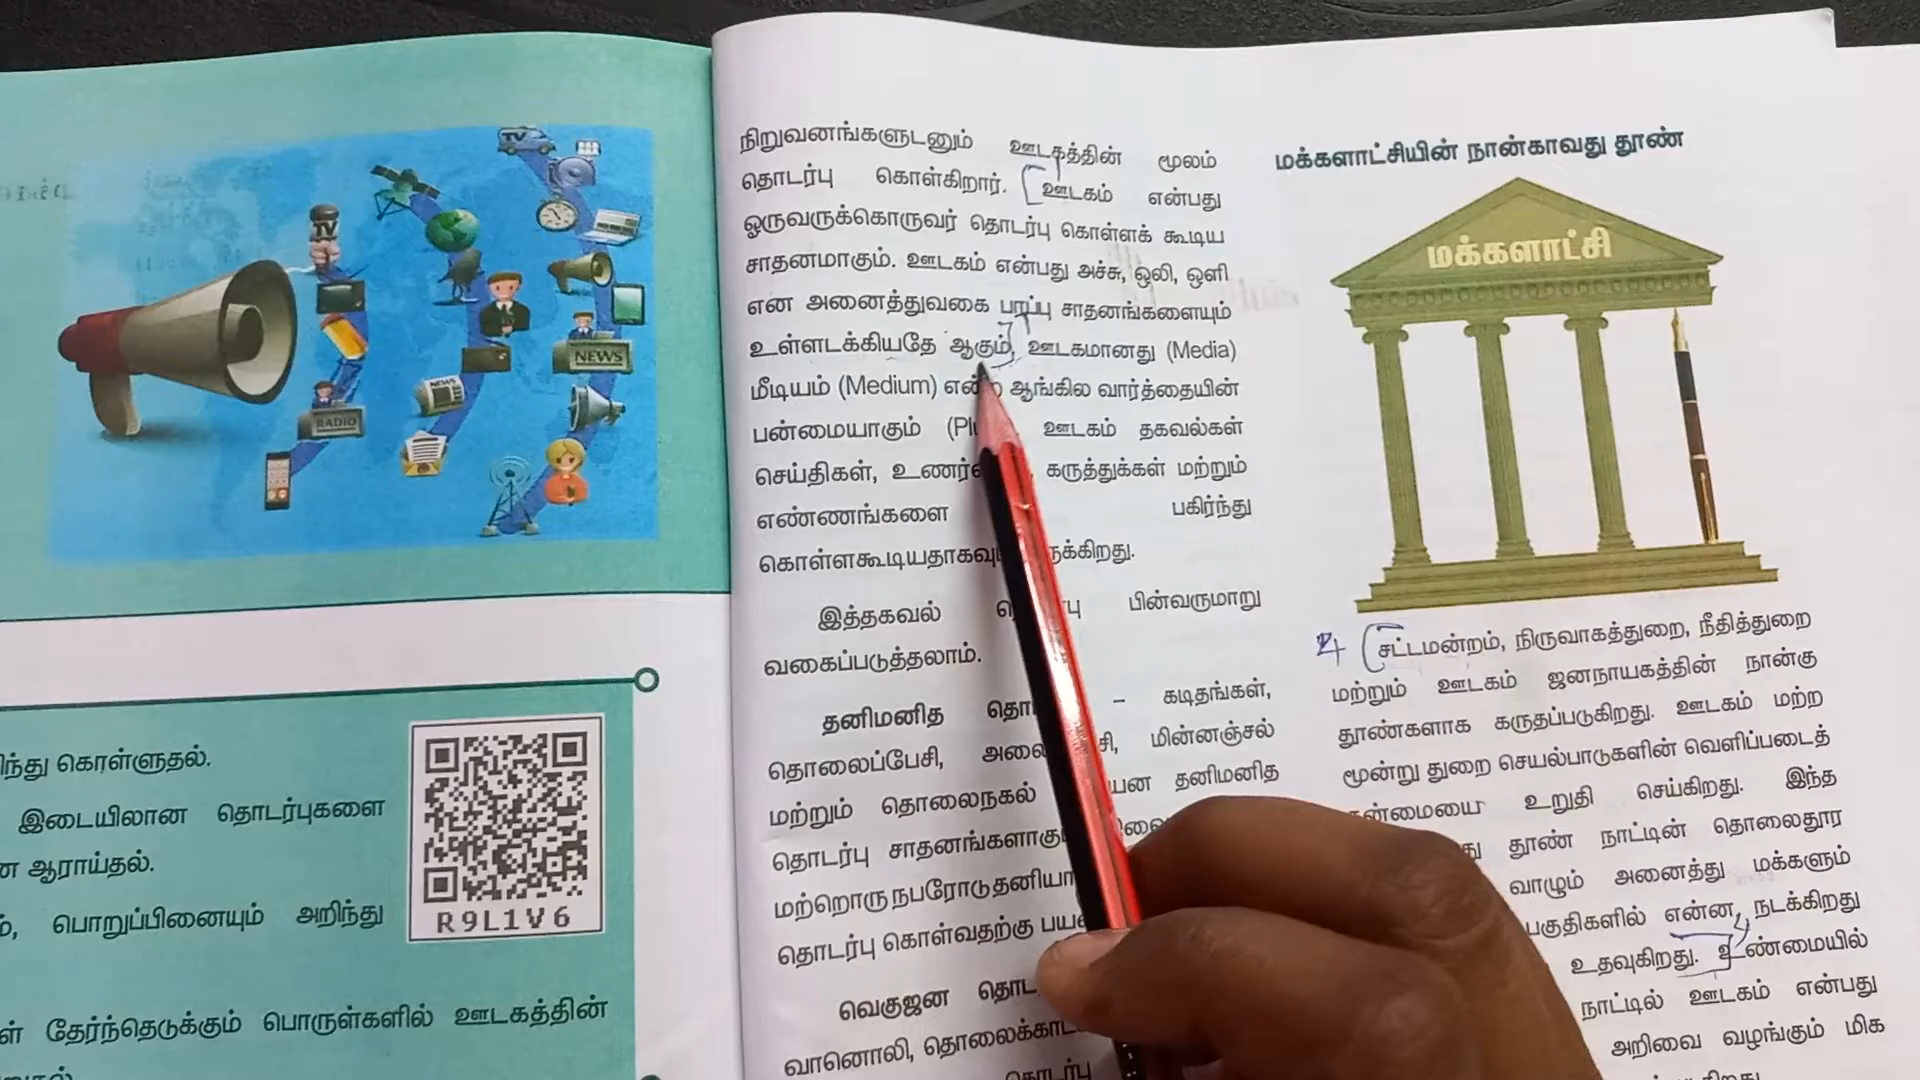 TV
TV
NEWS
NEWS
RADIO
ிந்து கொள்ளுதல்.
இடையிலான தொடர்புகளை
ன ஆராய்தல்.
ம், பொறுப்பினையும் அறிந்து
R9L1V6
ள் தேர்ந்தெடுக்கும் பொருள்களில் ஊடகத்தின்
நிறுவனங்களுடனும் ஊடகத்தின் மூலம்
தொடர்பு கொள்கிறார். ஊடகம் என்பது
ஒருவருக்கொருவர் தொடர்பு கொள்ளக் கூடிய
சாதனமாகும். ஊடகம் என்பது அச்சு, ஒலி, ஒளி
என அனைத்துவகை பரப்பு சாதனங்களையும்
உள்ளடக்கியதே ஆகும். ஊடகமானது (Media)
மீடியம் (Medium) என்ற ஆங்கில வார்த்தையின்
பன்மையாகும் ஊடகம் தகவல்கள்
செய்திகள், கருத்துக்கள் மற்றும்
எண்ணங்களை பகிர்ந்து
கொள்ளகூடியதாகவும்
இத்தகவல் பின்வருமாறு
வகைப்படுத்தலாம்.
தனிமனித – கடிதங்கள்,
தொலைப்பேசி, மின்னஞ்சல்
மற்றும் தொலைநகல் தனிமனித
தொடர்பு
மற்றொரு நபரோடு
தொடர்பு கொள்வதற்கு
வெகுஜன
வானொலி,
தொடர்பு
மக்களாட்சியின் நான்காவது தூண்
மக்களாட்சி
4 சட்டமன்றம், நிருவாகத்துறை, நீதித்துறை
மற்றும் ஊடகம் ஜனநாயகத்தின் நான்கு
தூண்களாக கருதப்படுகிறது. ஊடகம் மற்ற
மூன்று துறை செயல்பாடுகளின் வெளிப்படைத்
தன்மையை உறுதி செய்கிறது. இந்த
தூண் நாட்டின் தொலைதூர
வாழும் அனைத்து மக்களும்
பகுதிகளில் என்ன நடக்கிறது
உதவுகிறது. உண்மையில்
நாட்டில் ஊடகம் என்பது
அறிவை வழங்கும் மிக